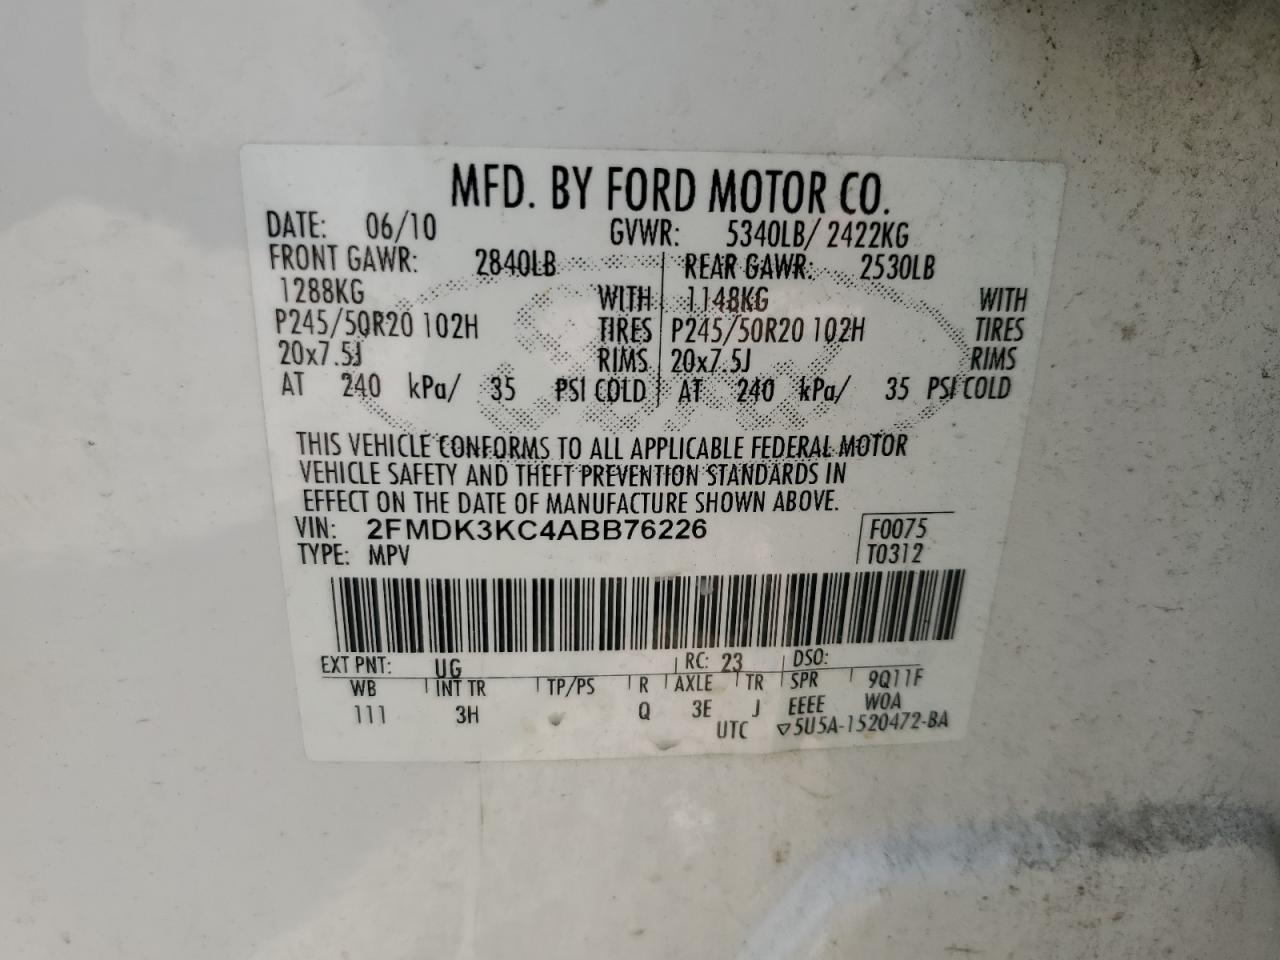 MFD. BY FORD MOTOR CO.
DATE: 06/10 GVWR: 5340LB/ 2422KG
FRONT GAWR: 2840LB REAR GAWR: 2530LB
1288KG WITH 1148KG WITH
P245/50R20 102H TIRES P245/50R20 102H TIRES
20x7.5J RIMS 20x7.5J RIMS
AT 240 kPa/ 35 PSI COLD AT 240 kPa/ 35 PSI COLD
THIS VEHICLE CONFORMS TO ALL APPLICABLE FEDERAL MOTOR
VEHICLE SAFETY AND THEFT PREVENTION STANDARDS IN
EFFECT ON THE DATE OF MANUFACTURE SHOWN ABOVE.
VIN: 2FMDK3KC4ABB76226 F0075
TYPE: MPV T0312
EXT PNT: UG RC: 23 DSO:
WB INT TR TP/PS R AXLE TR SPR 9Q11F
111 3H Q 3E J EEEE W0A
UTC ▽5U5A-1520472-BA